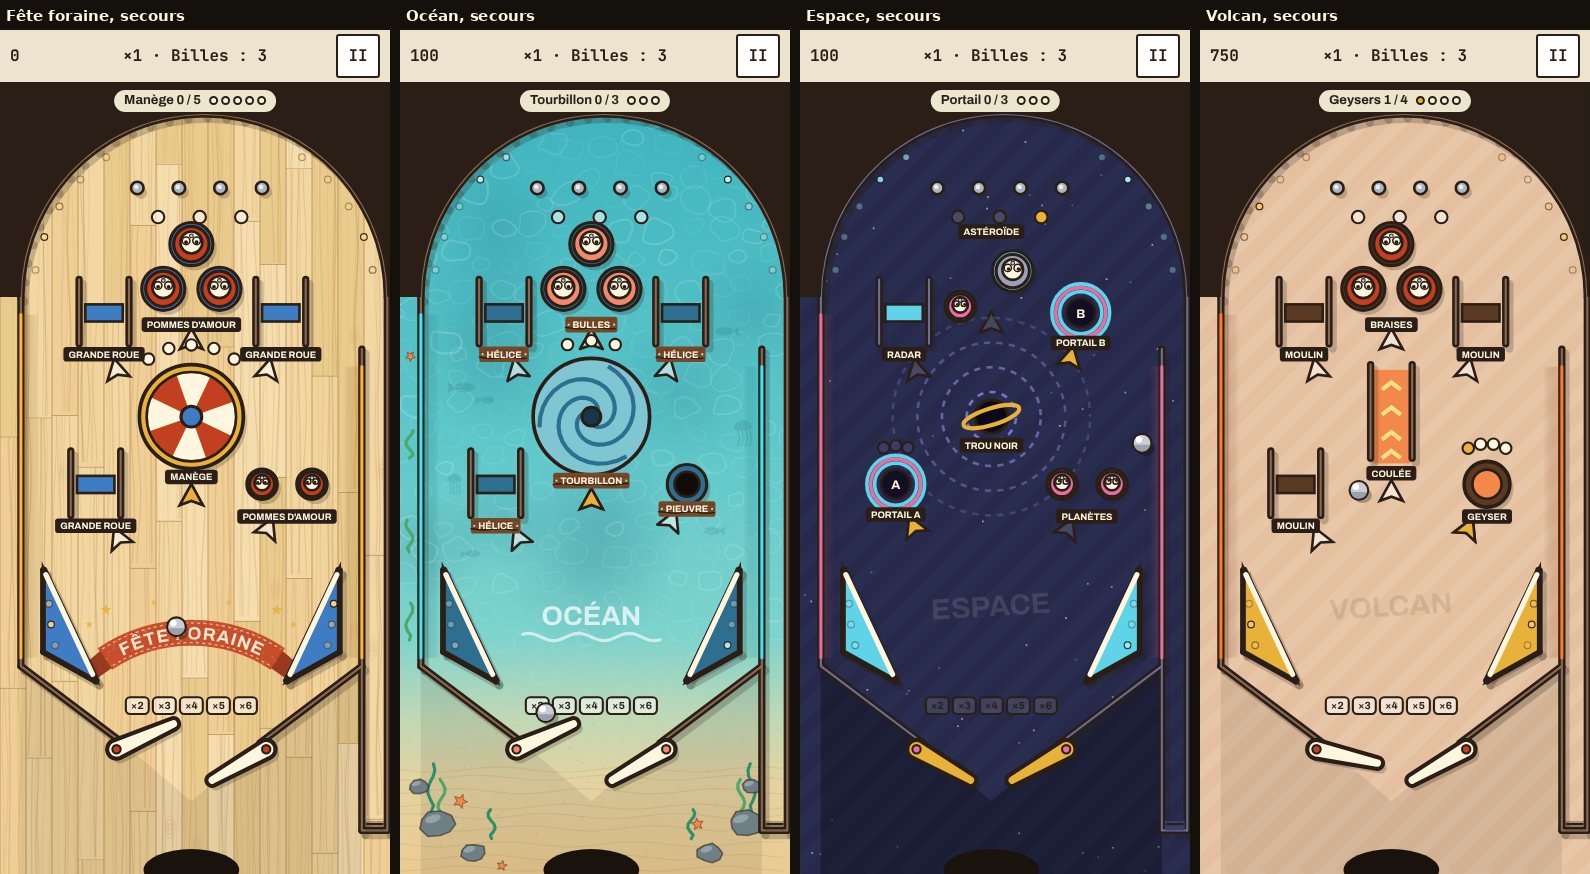 Fête foraine, secours
0 ×1 · Billes : 3 II
Manège 0 / 5
POMMES D'AMOUR
GRANDE ROUE GRANDE ROUE
MANÈGE
GRANDE ROUE POMMES D'AMOUR
FÊTE FORAINE
×2 ×3 ×4 ×5 ×6
Océan, secours
100 ×1 · Billes : 3 II
Tourbillon 0 / 3
BULLES
HÉLICE HÉLICE
TOURBILLON
PIEUVRE
HÉLICE
OCÉAN
×3 ×4 ×5 ×6
Espace, secours
100 ×1 · Billes : 3 II
Portail 0 / 3
ASTÉROÏDE
B
PORTAIL B
RADAR
TROU NOIR
A
PORTAIL A PLANÈTES
ESPACE
×2 ×3 ×4 ×5 ×6
Volcan, secours
750 ×1 · Billes : 3 II
Geysers 1 / 4
BRAISES
MOULIN MOULIN
COULÉE
MOULIN GEYSER
VOLCAN
×2 ×3 ×4 ×5 ×6